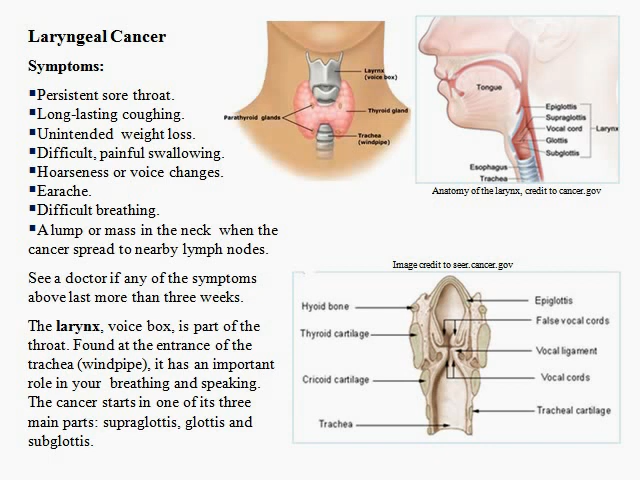 Laryngeal Cancer
Symptoms:
▪Persistent sore throat.
▪Long-lasting coughing.
▪Unintended weight loss.
▪Difficult, painful swallowing.
▪Hoarseness or voice changes.
▪Earache.
▪Difficult breathing.
▪A lump or mass in the neck when the
cancer spread to nearby lymph nodes.
See a doctor if any of the symptoms
above last more than three weeks.
The larynx, voice box, is part of the
throat. Found at the entrance of the
trachea (windpipe), it has an important
role in your breathing and speaking.
The cancer starts in one of its three
main parts: supraglottis, glottis and
subglottis.
Larynx
(voice box)
Thyroid gland
Parathyroid glands
Trachea
(windpipe)
Tongue
Epiglottis
Supraglottis
Vocal cord
Glottis
Subglottis
Larynx
Esophagus
Trachea
Anatomy of the larynx, credit to cancer.gov
Image credit to seer.cancer.gov
Hyoid bone
Thyroid cartilage
Cricoid cartilage
Trachea
Epiglottis
False vocal cords
Vocal ligament
Vocal cords
Tracheal cartilage